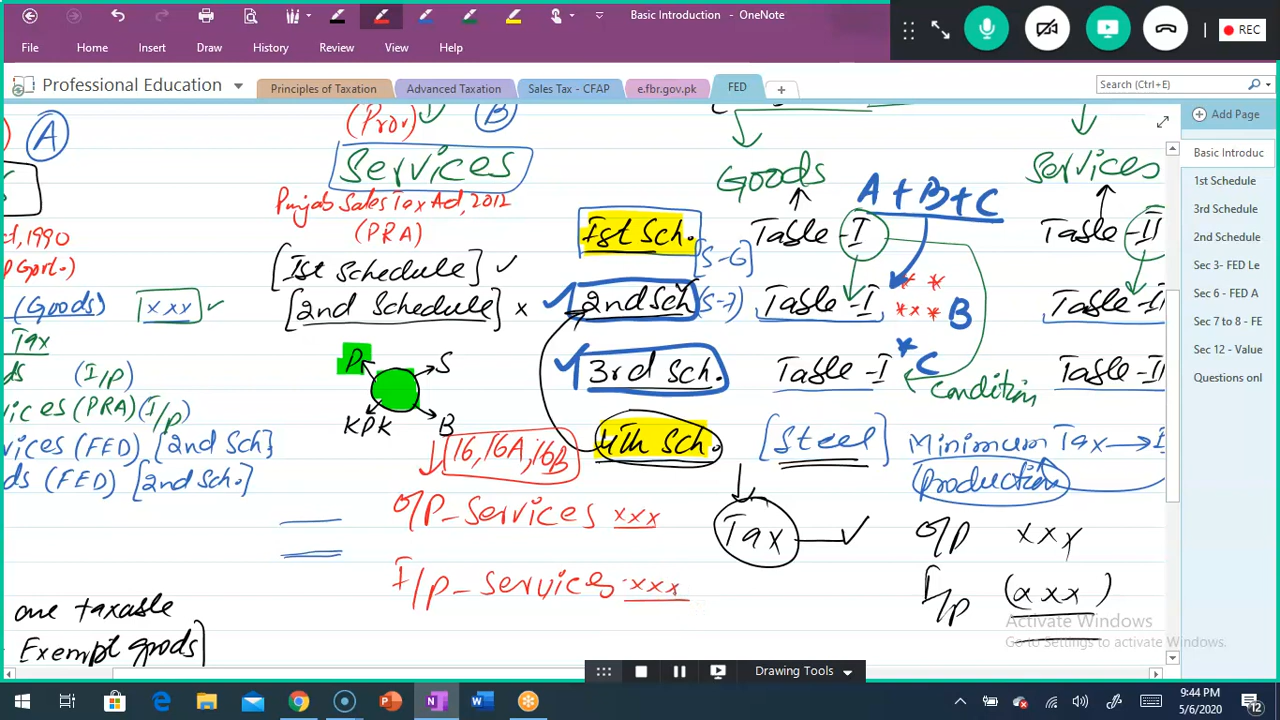 Basic Introduction - OneNote
REC
File Home Insert Draw History Review View Help
Professional Education
Principles of Taxation
Advanced Taxation
Sales Tax - CFAP
e.fbr.gov.pk
FED
Search (Ctrl+E)
Add Page
Basic Introduc
1st Schedule
3rd Schedule
2nd Schedule
Sec 3- FED Le
Sec 6 - FED A
Sec 7 to 8 - FE
Sec 12 - Value
Questions onl
A
(Prov) B
Services
Punjab Sales Tax Act, 2012
(PRA)
[Ist Schedule] ✓
[2nd Schedule] x
, 1990
(Goods) xxx ✓
Tax
ds (I/p)
vices (PRA) (I/p)
vices (FED) [2nd Sch]
ds (FED) [2nd Sch.]
P S
KPK B
16, 16A, 16B
O/P - Services xxx
I/p - Services xxx
one taxable
Exempt goods
Goods Services
A + B + C
Ist Sch. [S-G] Table-I Table-II
2nd Sch (S-7) Table-I ** *** B Table-II
3rd Sch. Table-I * C Table-II
condition
4th Sch. [Steel] Minimum Tax →
Production
Tax ✓
O/p xxx
I/p (xxx)
Activate Windows
Go to Settings to activate Windows.
Drawing Tools
9:44 PM
5/6/2020
12